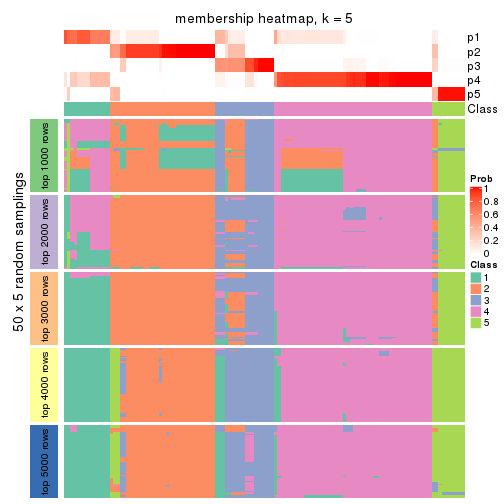 membership heatmap, k = 5
p1
p2
p3
p4
p5
Class
50 x 5 random samplings
top 1000 rows
top 2000 rows
top 3000 rows
top 4000 rows
top 5000 rows
Prob
1
0.8
0.6
0.4
0.2
0
Class
1
2
3
4
5